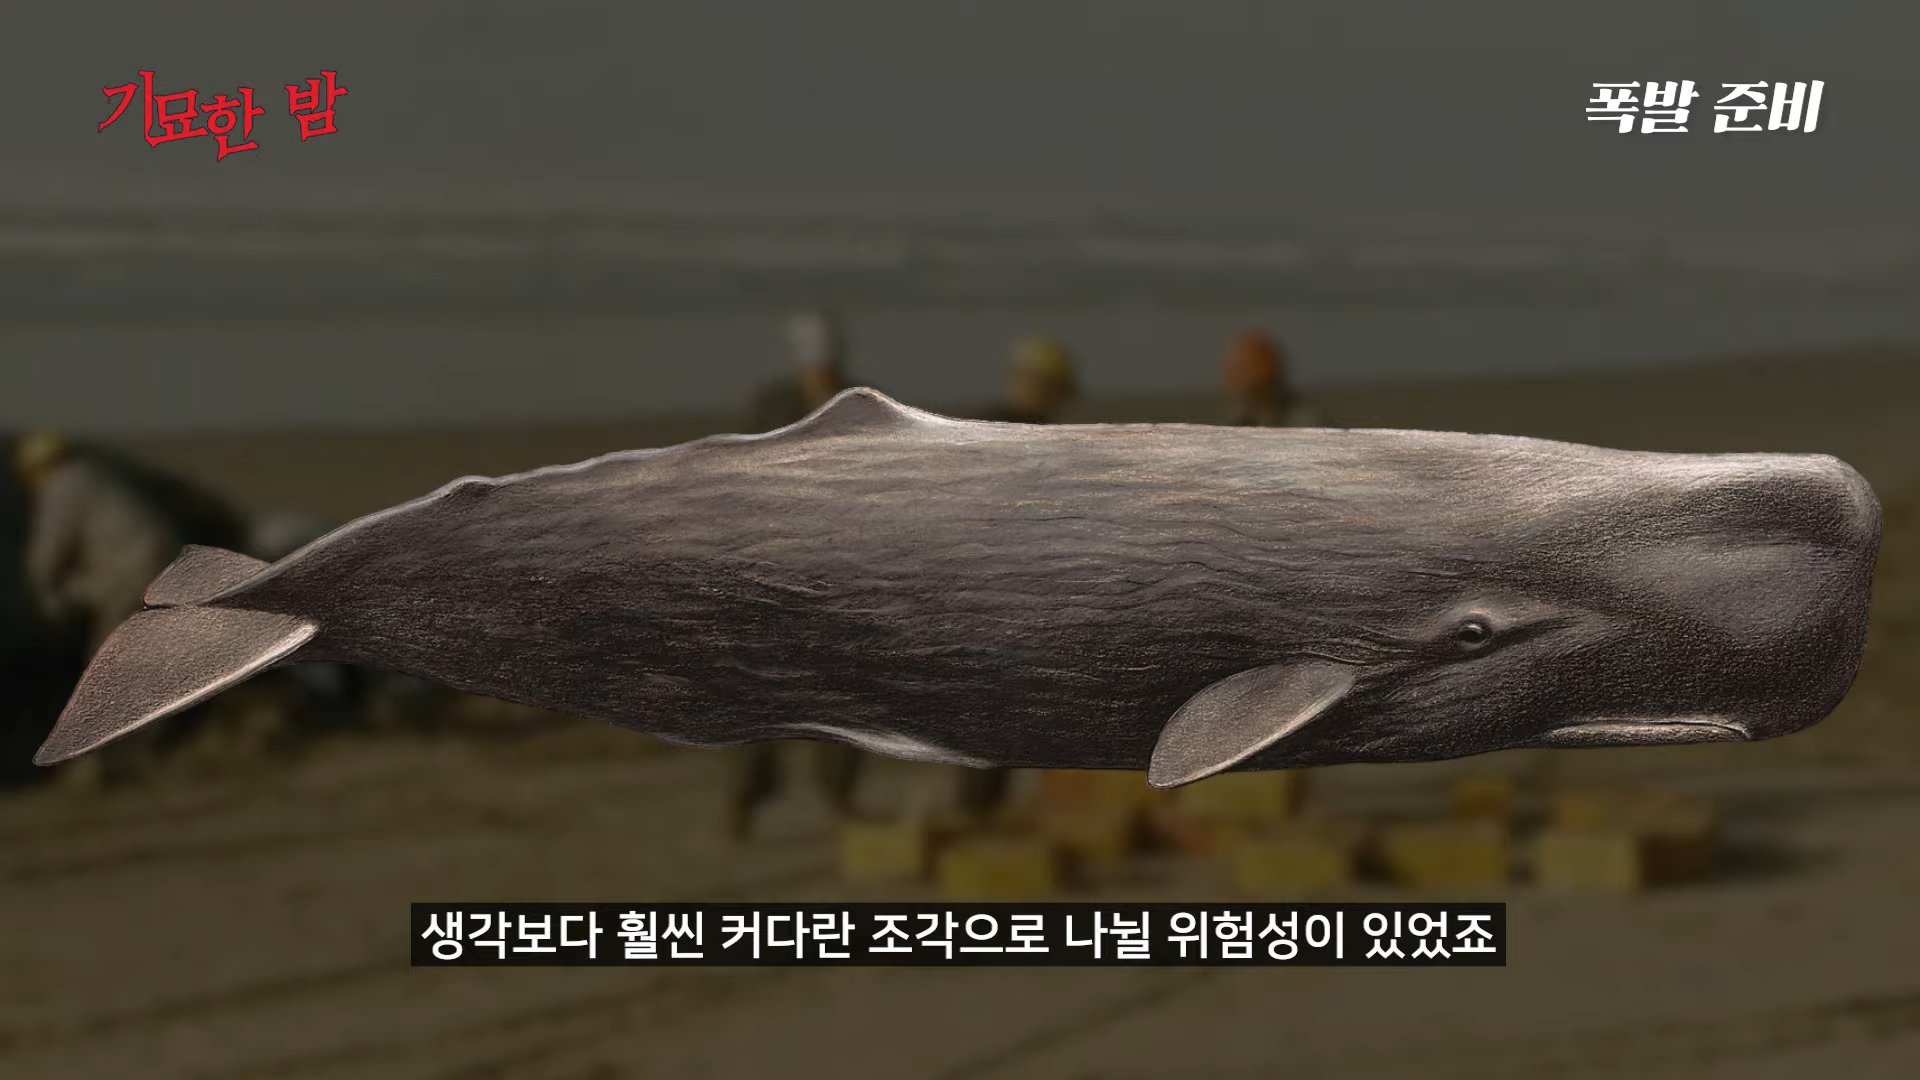 기묘한 밤
폭발 준비
생각보다 훨씬 커다란 조각으로 나뉠 위험성이 있었죠